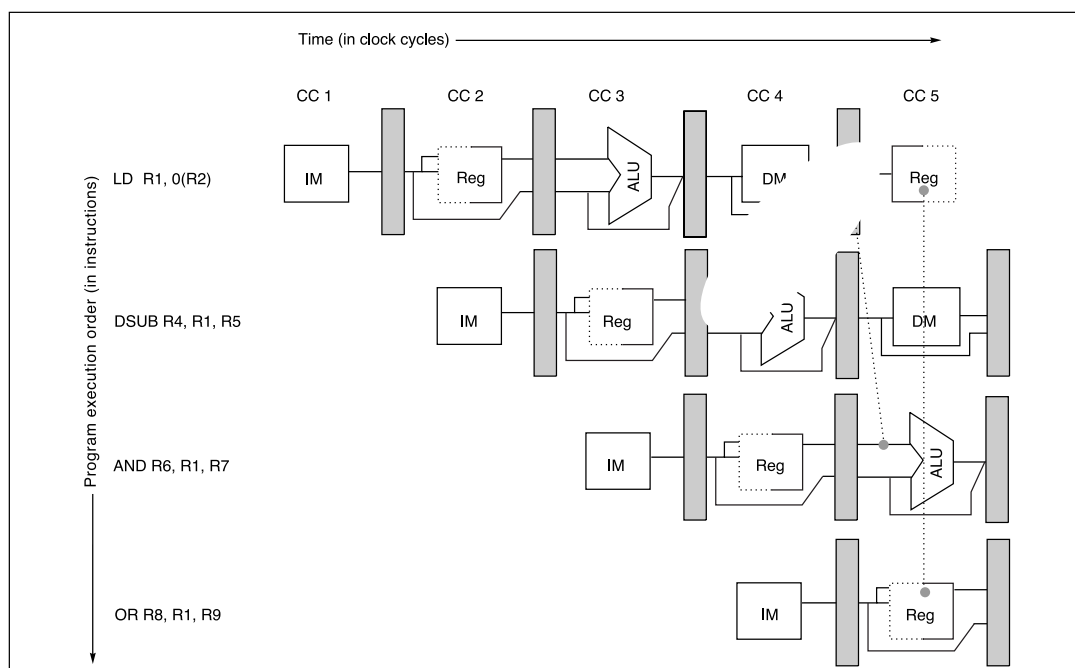 Time (in clock cycles)
CC 1 CC 2 CC 3 CC 4 CC 5
Program execution order (in instructions)
LD R1, 0(R2) IM Reg ALU DM Reg
DSUB R4, R1, R5 IM Reg ALU DM
AND R6, R1, R7 IM Reg ALU
OR R8, R1, R9 IM Reg